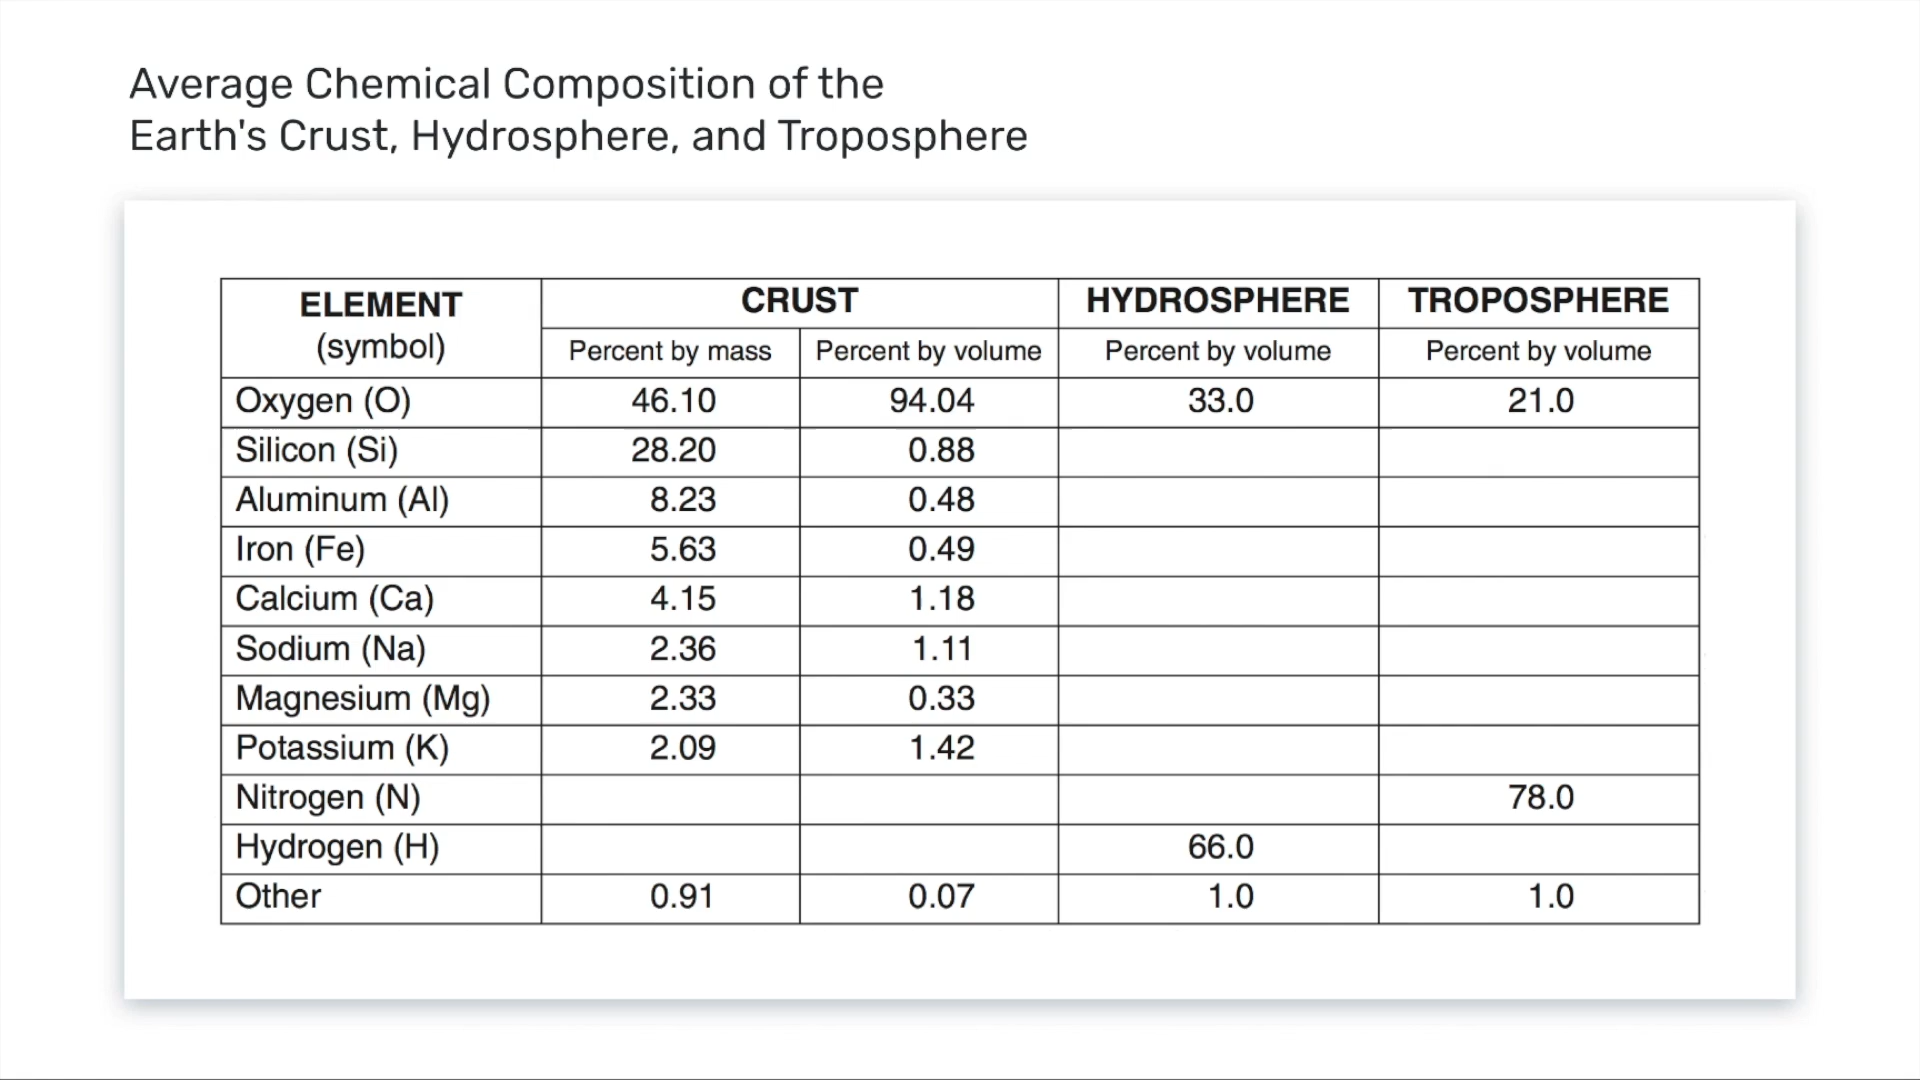 Average Chemical Composition of the
Earth's Crust, Hydrosphere, and Troposphere
ELEMENT (symbol) CRUST HYDROSPHERE TROPOSPHERE
Percent by mass Percent by volume Percent by volume Percent by volume
Oxygen (O) 46.10 94.04 33.0 21.0
Silicon (Si) 28.20 0.88
Aluminum (Al) 8.23 0.48
Iron (Fe) 5.63 0.49
Calcium (Ca) 4.15 1.18
Sodium (Na) 2.36 1.11
Magnesium (Mg) 2.33 0.33
Potassium (K) 2.09 1.42
Nitrogen (N) 78.0
Hydrogen (H) 66.0
Other 0.91 0.07 1.0 1.0